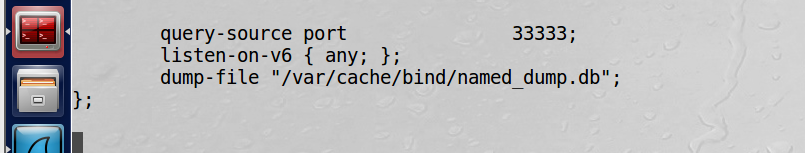 query-source port 33333;
listen-on-v6 { any; };
dump-file "/var/cache/bind/named_dump.db";
};